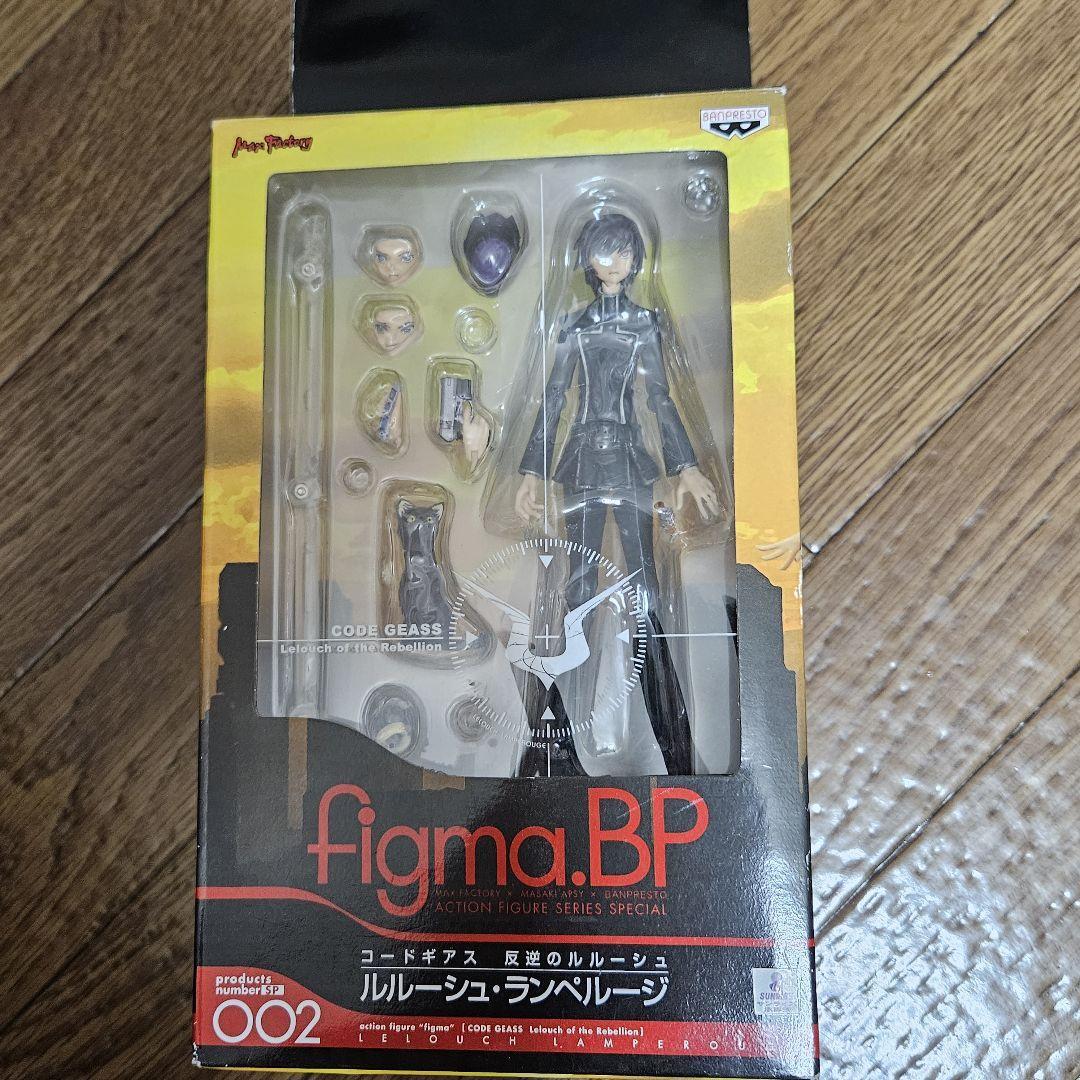 Max Factory
BANPRESTO
CODE GEASS
Lelouch of the Rebellion
figma.BP
MAX FACTORY × MASAKI APSY × BANPRESTO
ACTION FIGURE SERIES SPECIAL
コードギアス 反逆のルルーシュ
ルルーシュ・ランペルージ
products
number SP
002
action figure "figma" [CODE GEASS Lelouch of the Rebellion]
LELOUCH LAMPEROU